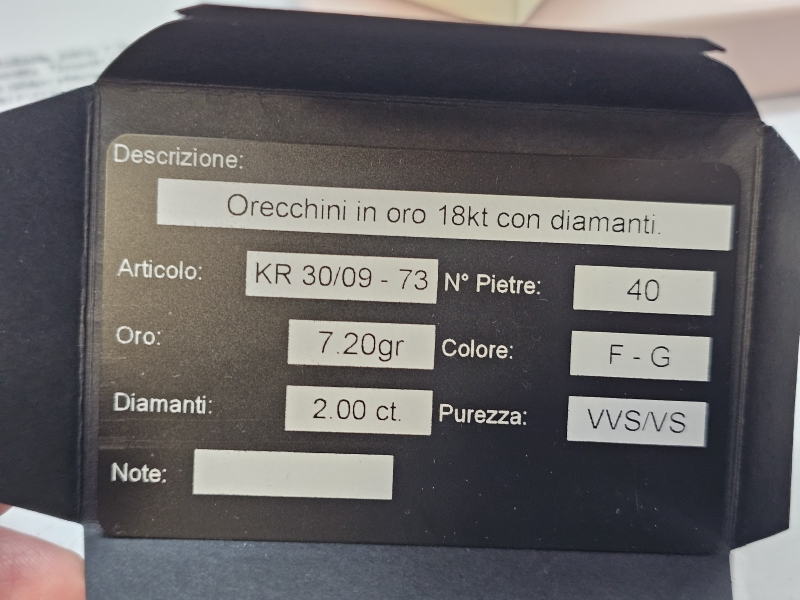 Descrizione:
Orecchini in oro 18kt con diamanti.
Articolo: KR 30/09 - 73 N° Pietre: 40
Oro: 7.20gr Colore: F - G
Diamanti: 2.00 ct. Purezza: VVS/VS
Note: